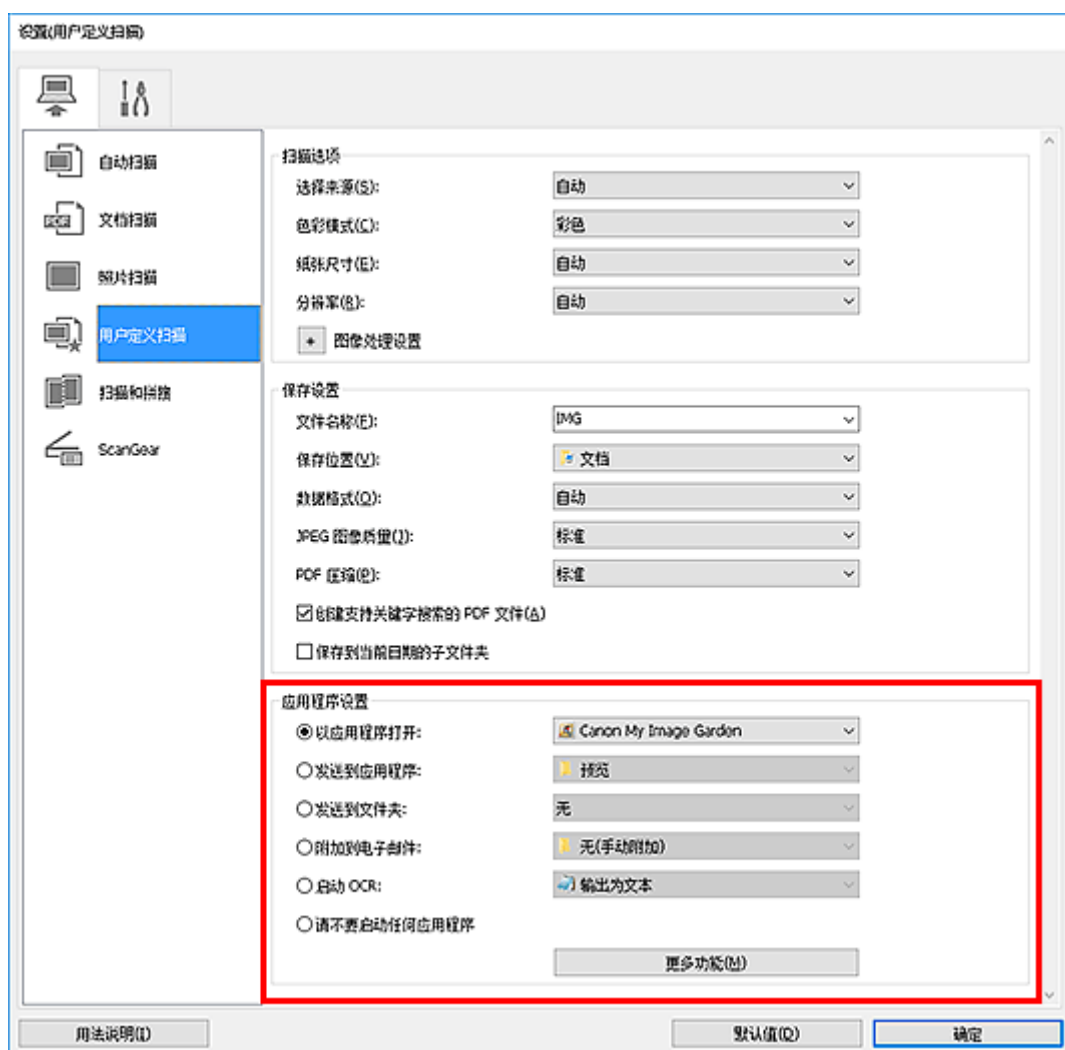 设置(用户定义扫描)
自动扫描
文档扫描
照片扫描
用户定义扫描
扫描和拼接
ScanGear
扫描选项
选择来源(S): 自动
色彩模式(C): 彩色
纸张尺寸(E): 自动
分辨率(R): 自动
+ 图像处理设置
保存设置
文件名称(F): IMG
保存位置(V): 文档
数据格式(O): 自动
JPEG 图像质量(J): 标准
PDF 压缩(P): 标准
创建支持关键字搜索的 PDF 文件(A)
保存到当前日期的子文件夹
应用程序设置
以应用程序打开: Canon My Image Garden
发送到应用程序: 预览
发送到文件夹: 无
附加到电子邮件: 无(手动附加)
启动 OCR: 输出为文本
请不要启动任何应用程序
更多功能(M)
用法说明(I) 默认值(D) 确定